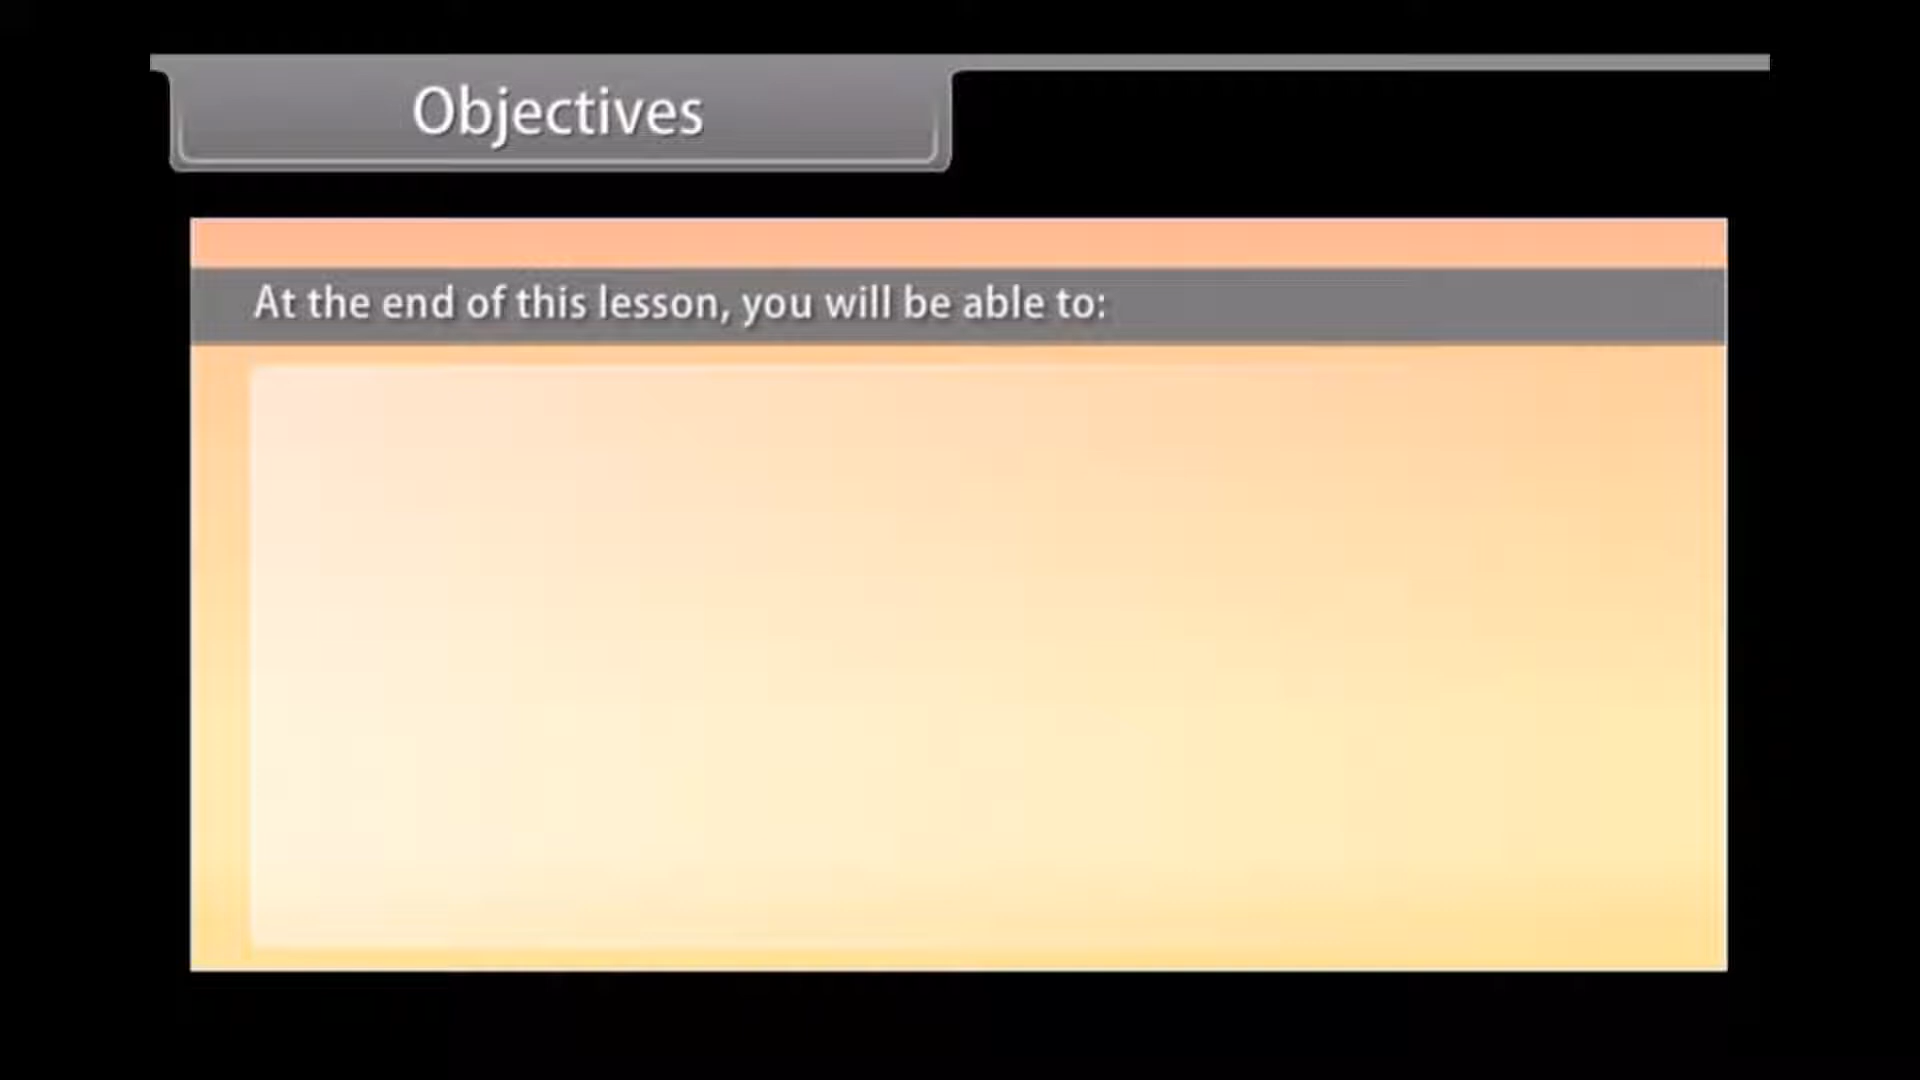 Objectives
At the end of this lesson, you will be able to: